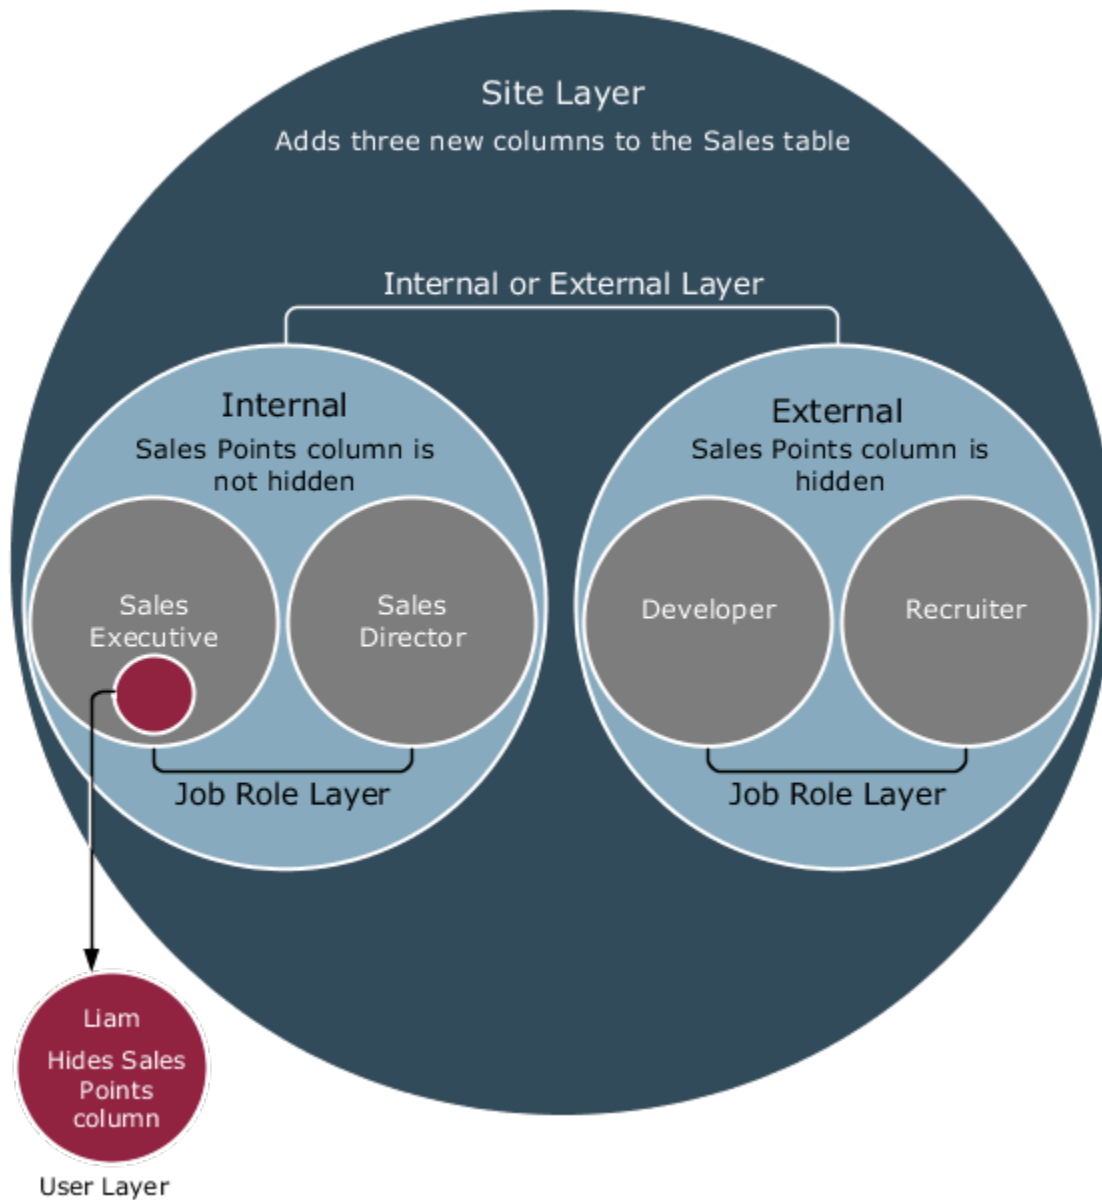 Site Layer
Adds three new columns to the Sales table
Internal or External Layer
Internal
Sales Points column is
not hidden
External
Sales Points column is
hidden
Sales
Executive
Sales
Director
Developer
Recruiter
Job Role Layer
Job Role Layer
Liam
Hides Sales
Points
column
User Layer